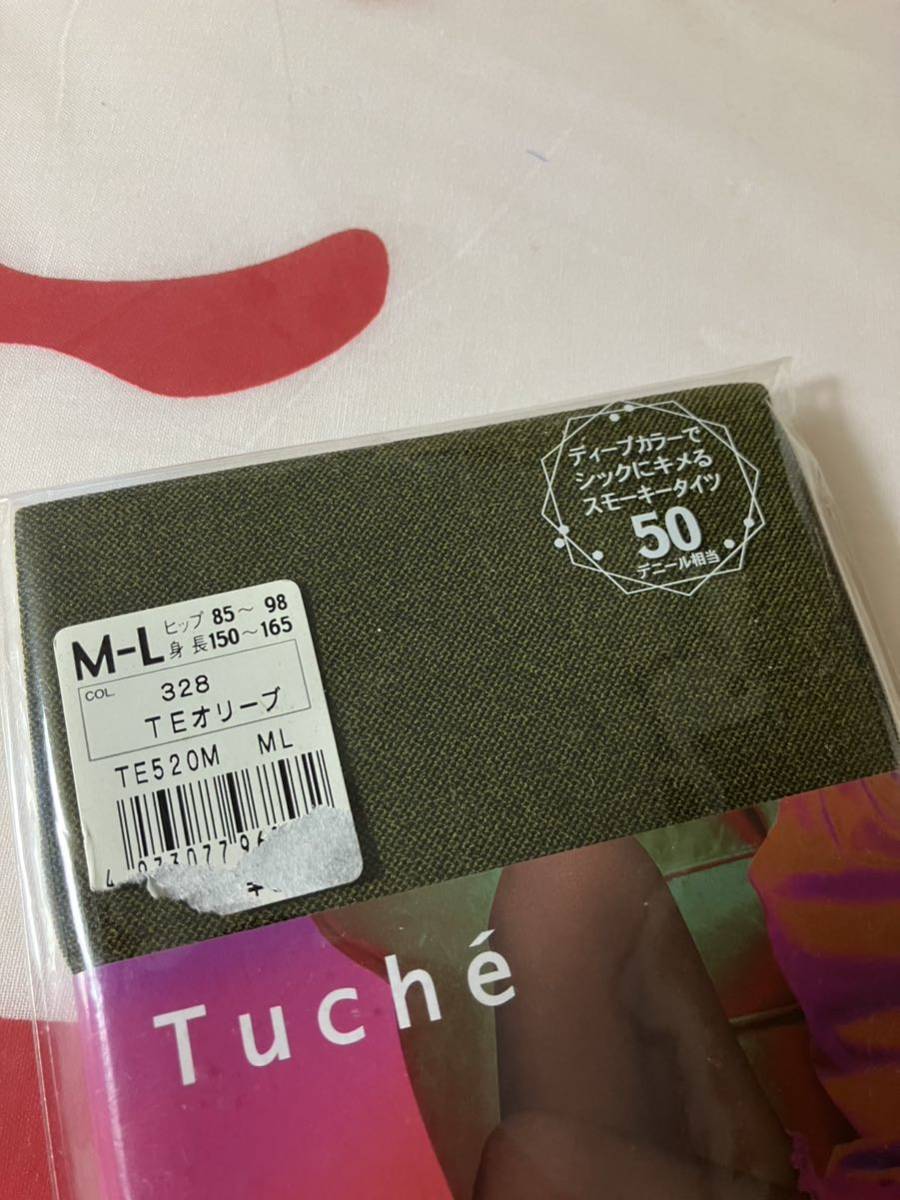 ディープカラーで
シックにキメる
スモーキータイツ
50
デニール相当
M-L ヒップ 85～ 98
身長150～165
COL. 328
TEオリーブ
TE520M ML
Tuché